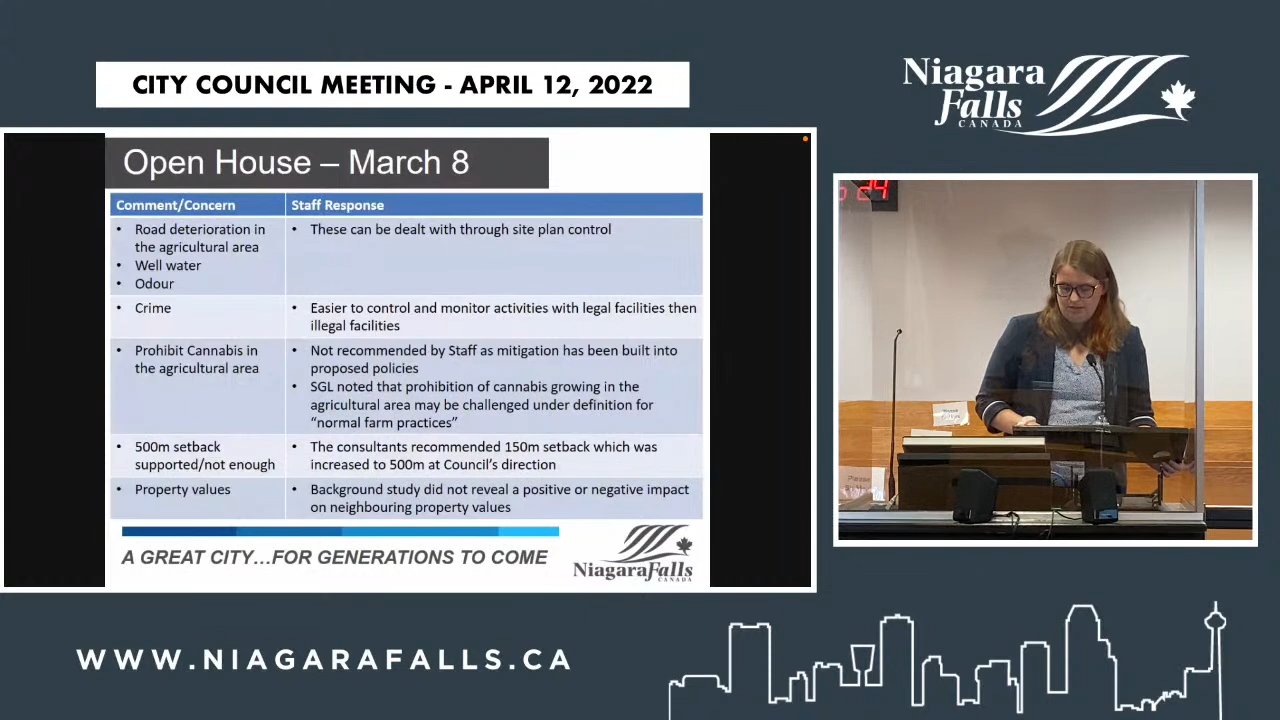 CITY COUNCIL MEETING - APRIL 12, 2022
Niagara
Falls
CANADA
Open House – March 8
Comment/Concern
Staff Response
• Road deterioration in
the agricultural area
• Well water
• Odour
• These can be dealt with through site plan control
• Crime
• Easier to control and monitor activities with legal facilities then
illegal facilities
• Prohibit Cannabis in
the agricultural area
• Not recommended by Staff as mitigation has been built into
proposed policies
• SGL noted that prohibition of cannabis growing in the
agricultural area may be challenged under definition for
"normal farm practices"
• 500m setback
supported/not enough
• The consultants recommended 150m setback which was
increased to 500m at Council's direction
• Property values
• Background study did not reveal a positive or negative impact
on neighbouring property values
A GREAT CITY...FOR GENERATIONS TO COME
NiagaraFalls
CANADA
24
WWW.NIAGARAFALLS.CA